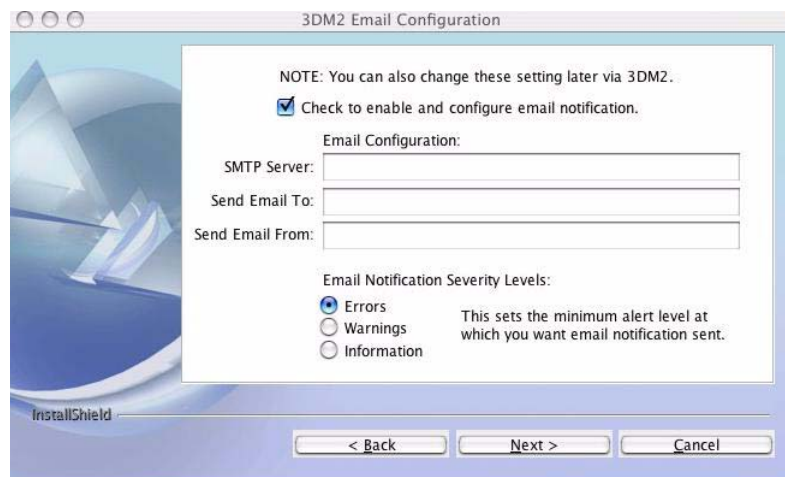 3DM2 Email Configuration
NOTE: You can also change these setting later via 3DM2.
Check to enable and configure email notification.
Email Configuration:
SMTP Server:
Send Email To:
Send Email From:
Email Notification Severity Levels:
Errors
Warnings
Information
This sets the minimum alert level at
which you want email notification sent.
InstallShield
< Back
Next >
Cancel